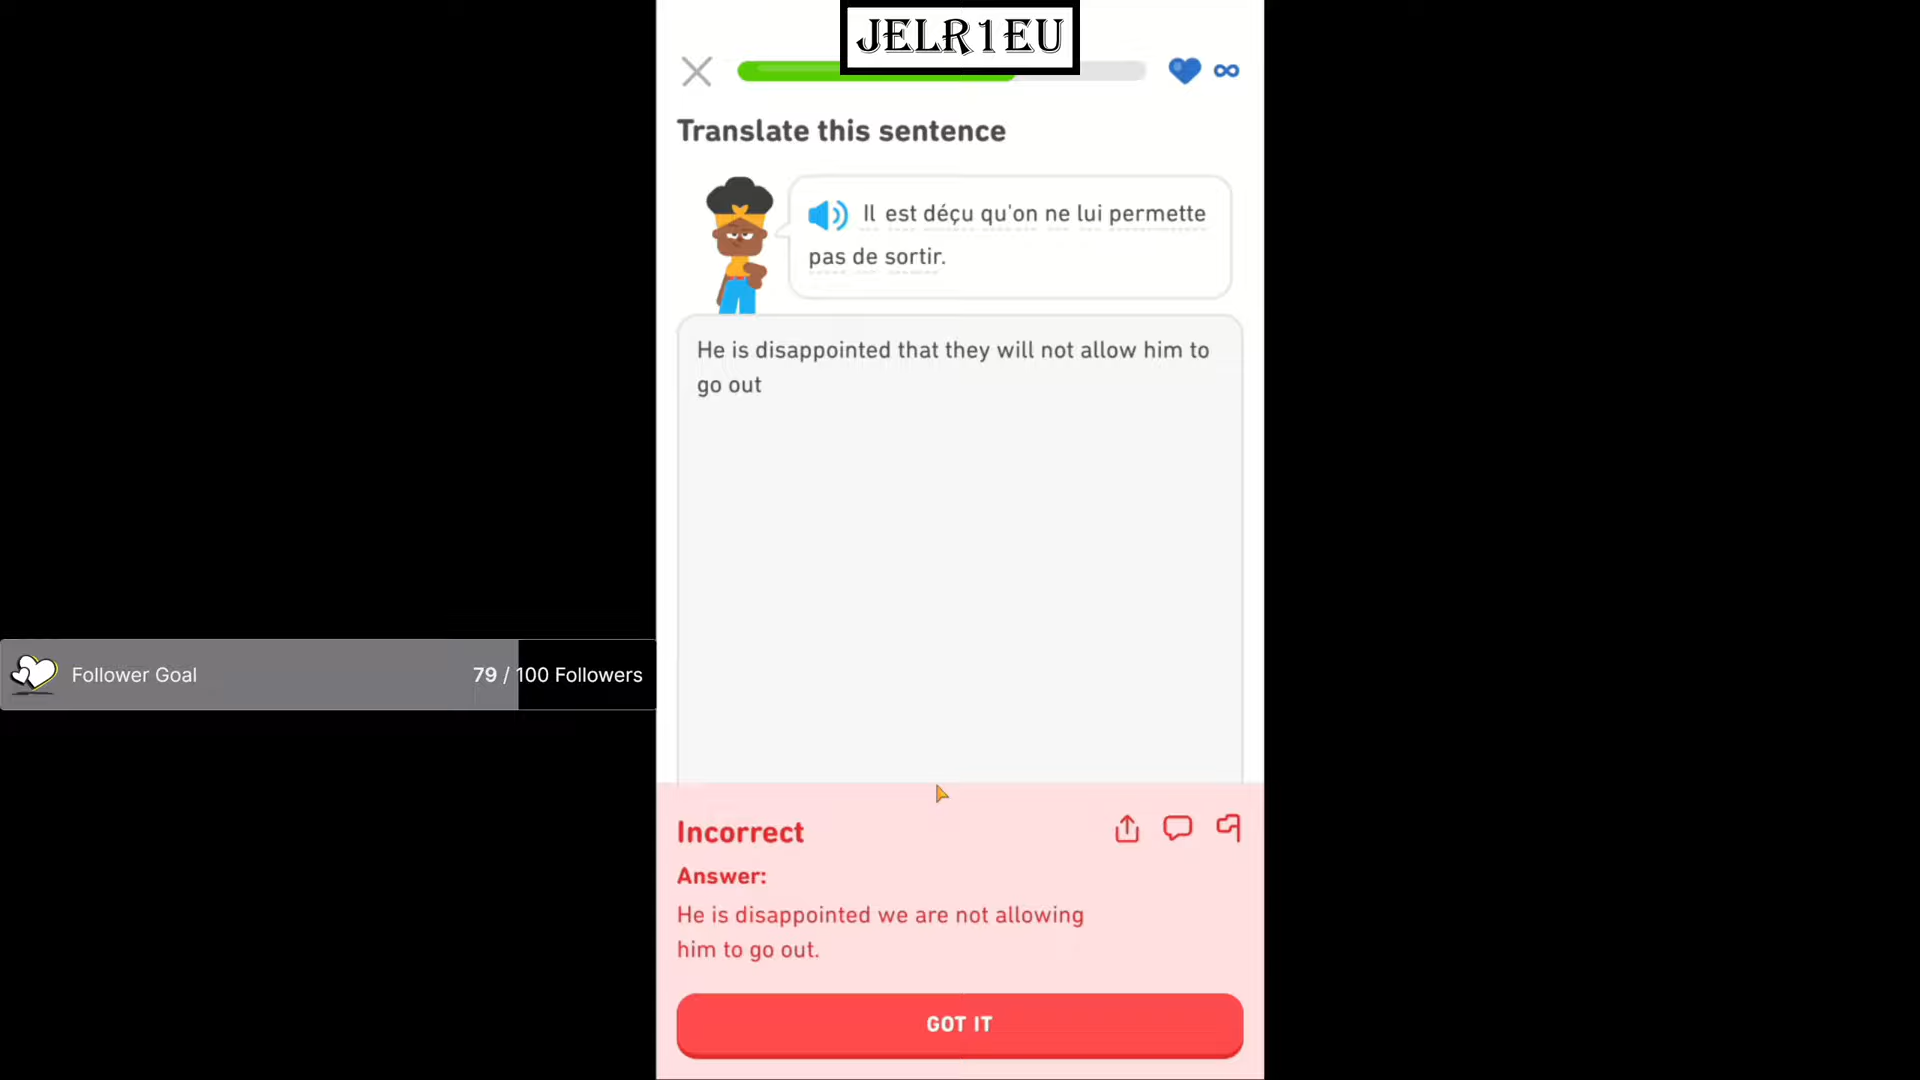 JELR1EU
∞
Translate this sentence
Il est déçu qu'on ne lui permette
pas de sortir.
He is disappointed that they will not allow him to
go out
Follower Goal
79 / 100 Followers
Incorrect
Answer:
He is disappointed we are not allowing
him to go out.
GOT IT